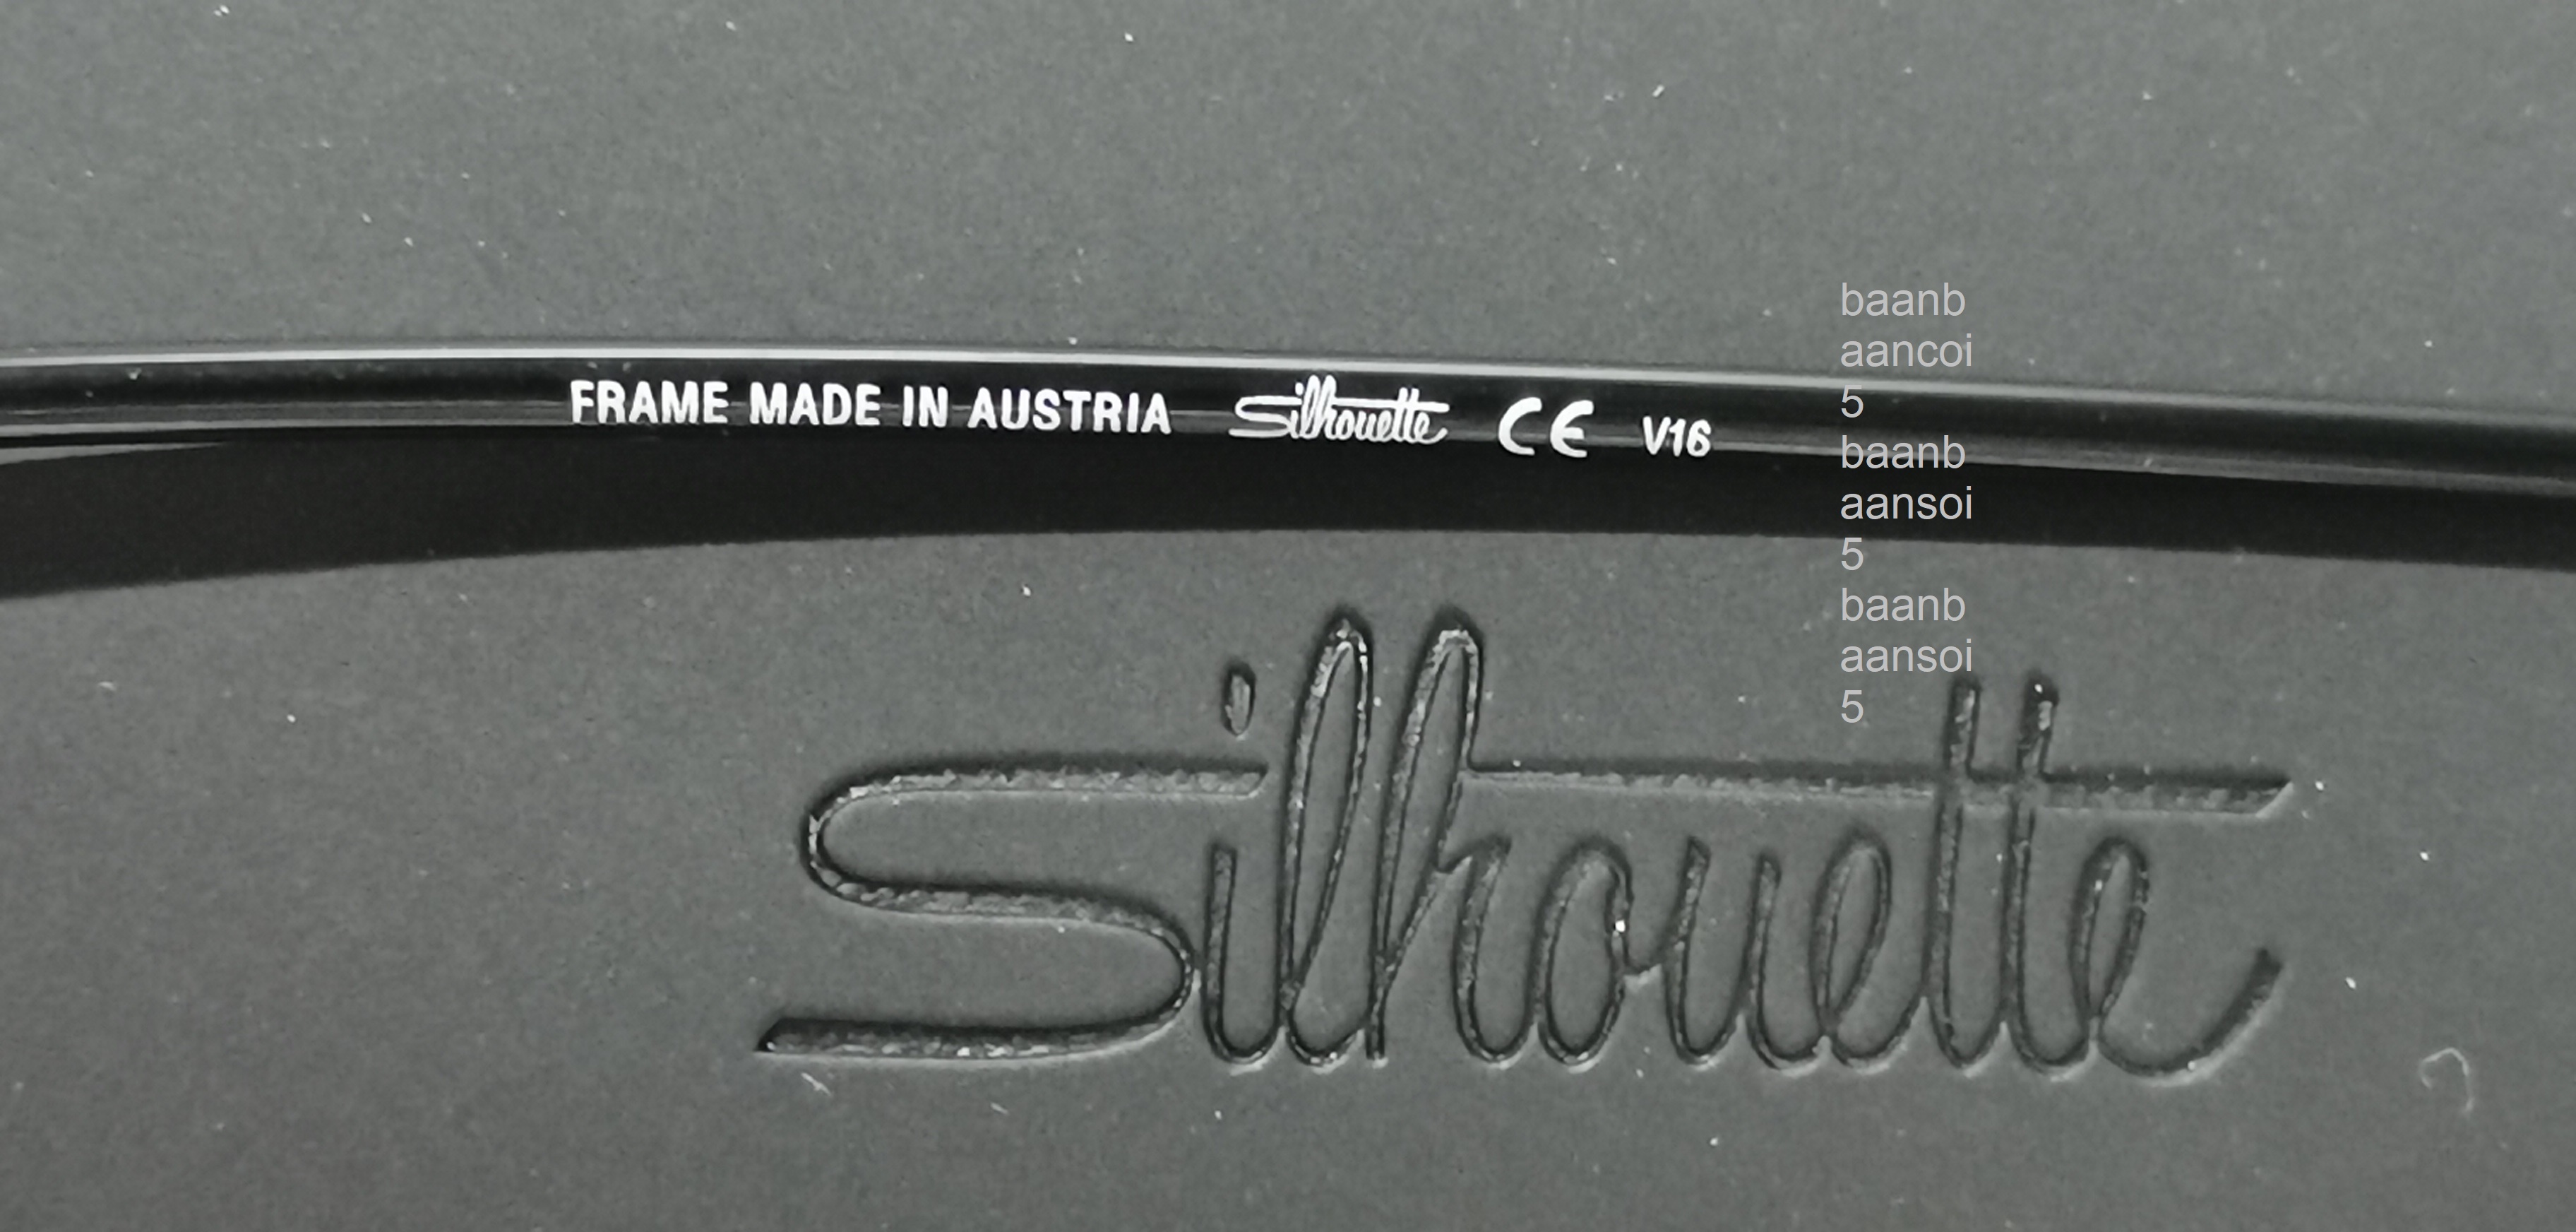 FRAME MADE IN AUSTRIA Silhouette CE V16
baanb
aancoi
5
baanb
aansoi
5
baanb
aansoi
5
Silhouette